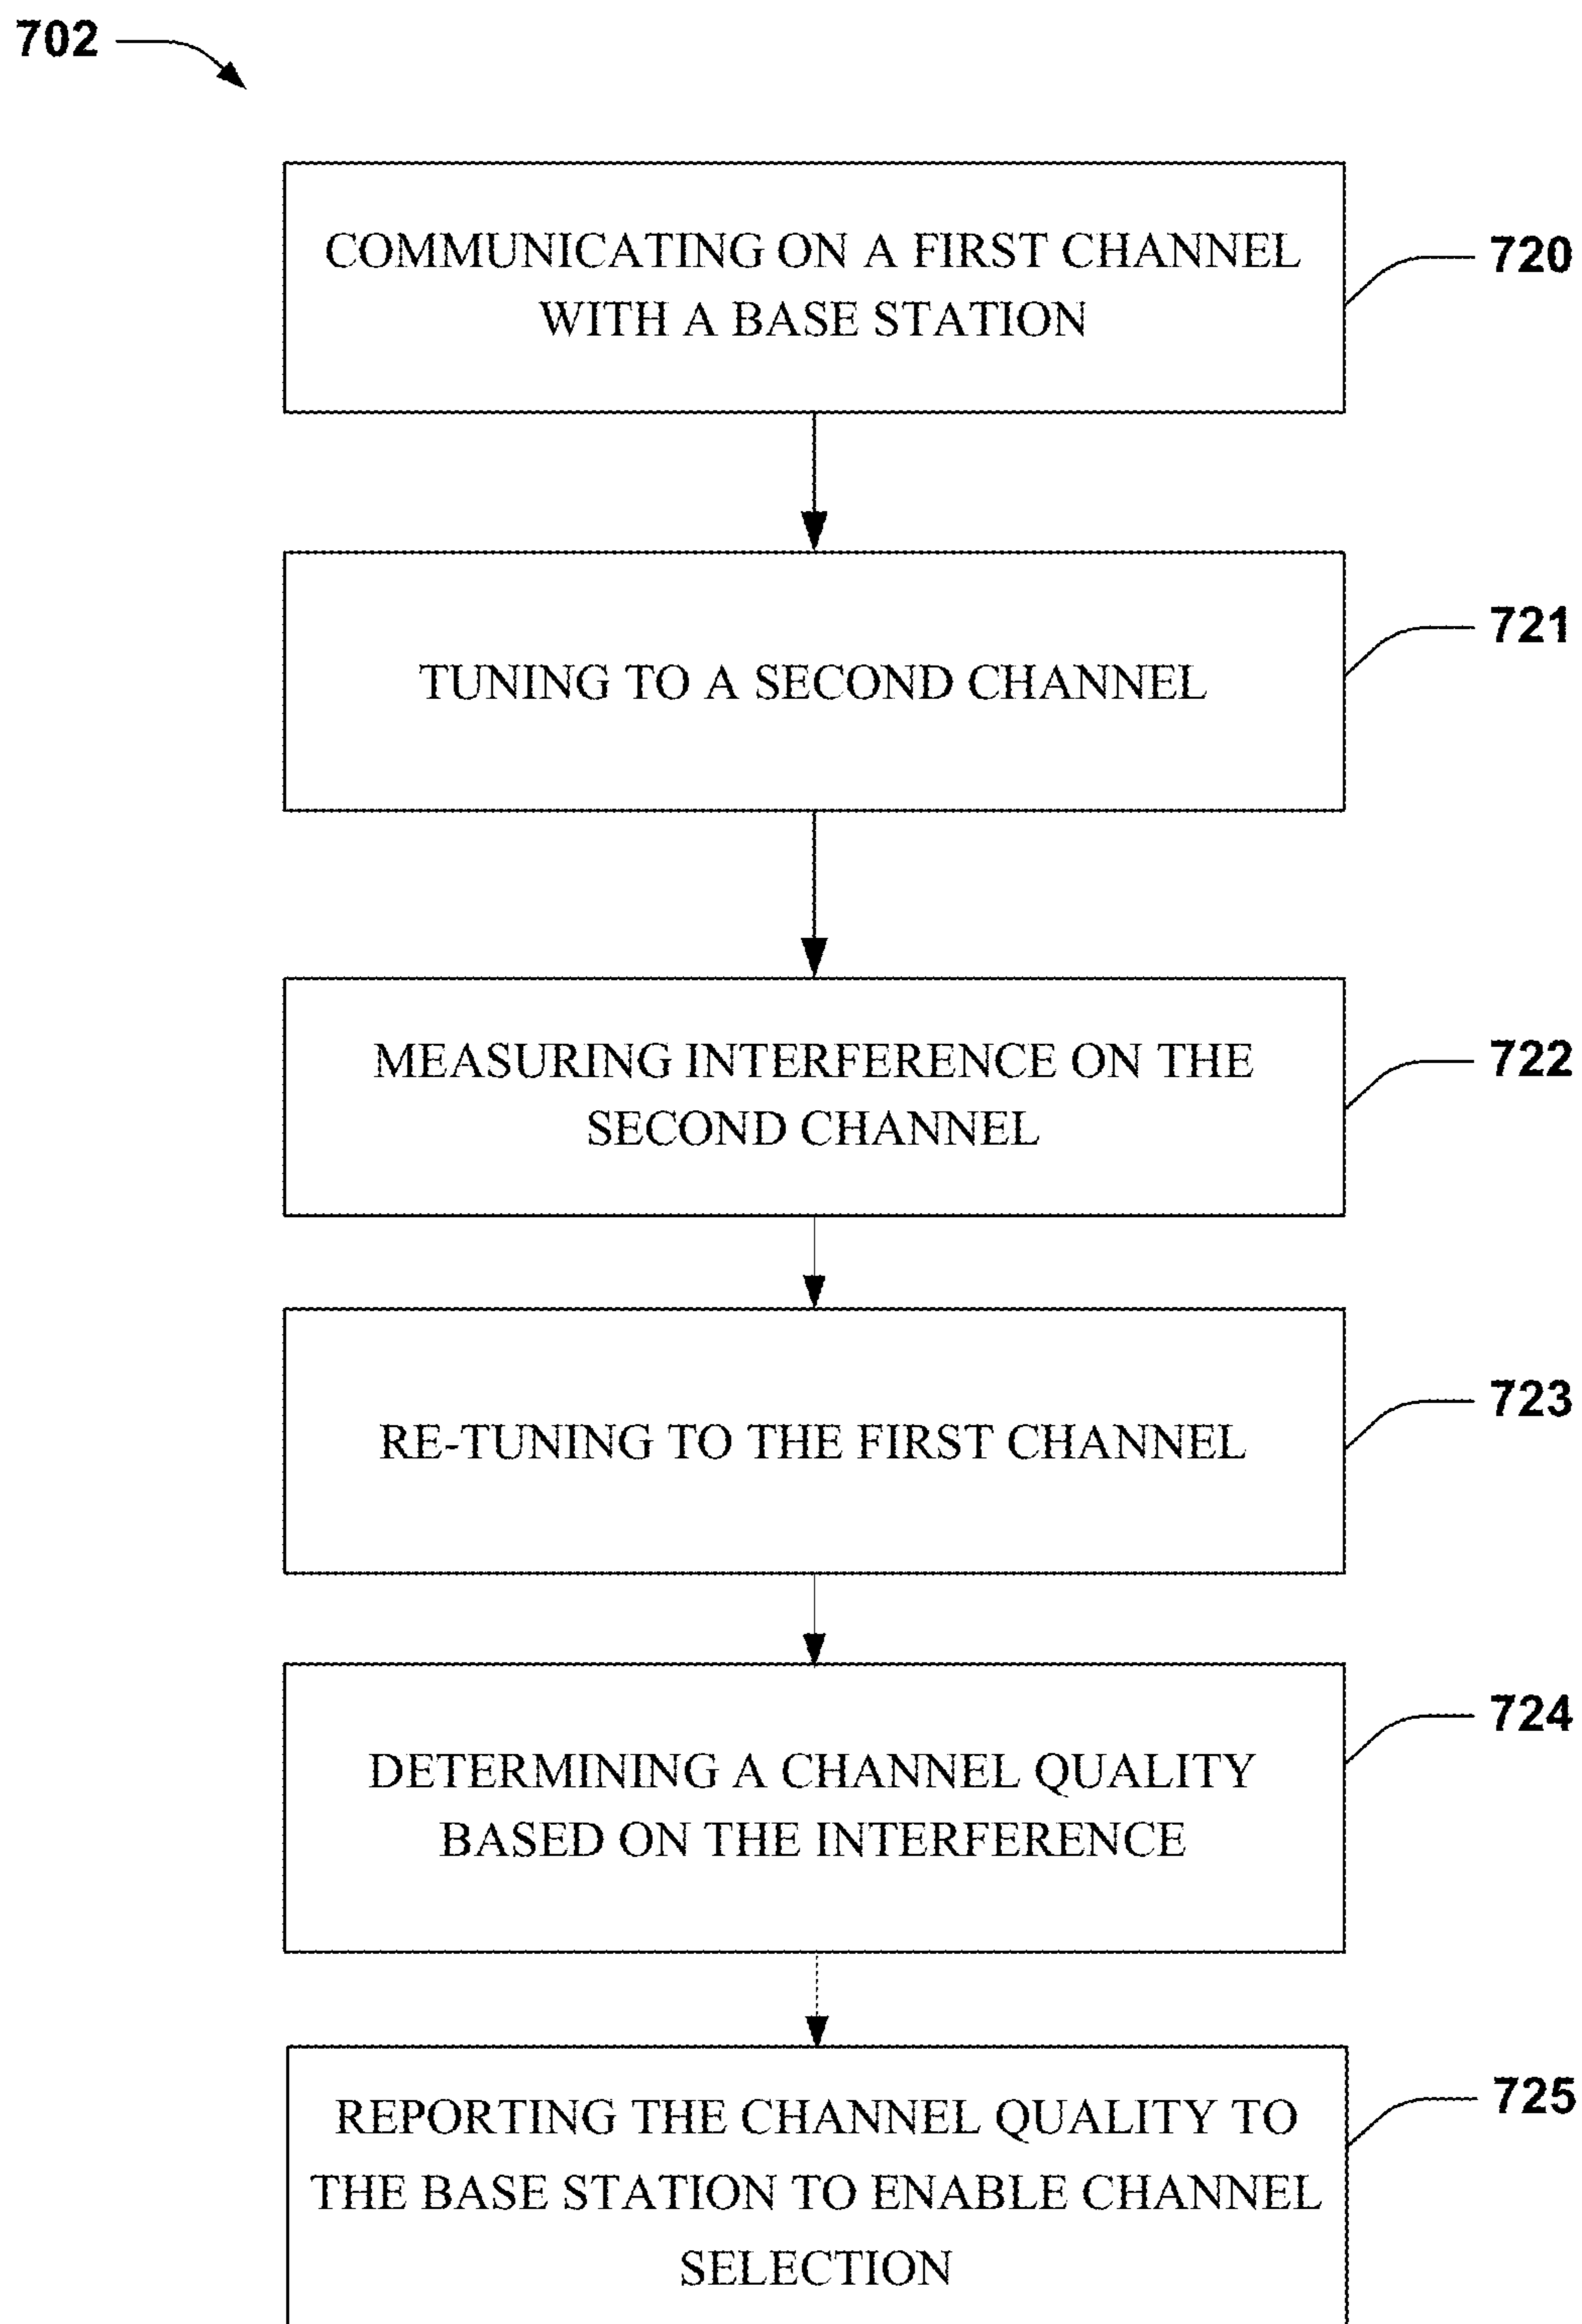 702
COMMUNICATING ON A FIRST CHANNEL
WITH A BASE STATION
720
TUNING TO A SECOND CHANNEL
721
MEASURING INTERFERENCE ON THE
SECOND CHANNEL
722
RE-TUNING TO THE FIRST CHANNEL
723
DETERMINING A CHANNEL QUALITY
BASED ON THE INTERFERENCE
724
REPORTING THE CHANNEL QUALITY TO
THE BASE STATION TO ENABLE CHANNEL
SELECTION
725